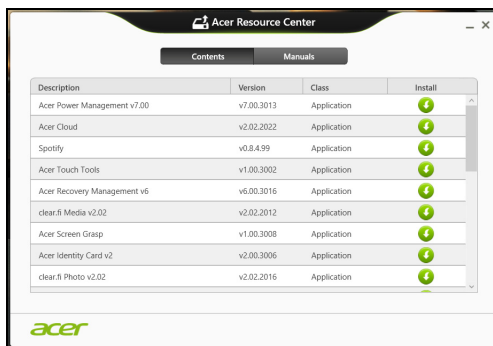 Acer Resource Center
Contents Manuals
Description Version Class Install
Acer Power Management v7.00 v7.00.3013 Application
Acer Cloud v2.02.2022 Application
Spotify v0.8.4.99 Application
Acer Touch Tools v1.00.3002 Application
Acer Recovery Management v6 v6.00.3016 Application
clear.fi Media v2.02 v2.02.2012 Application
Acer Screen Grasp v1.00.3008 Application
Acer Identity Card v2 v2.00.3006 Application
clear.fi Photo v2.02 v2.02.2016 Application
acer